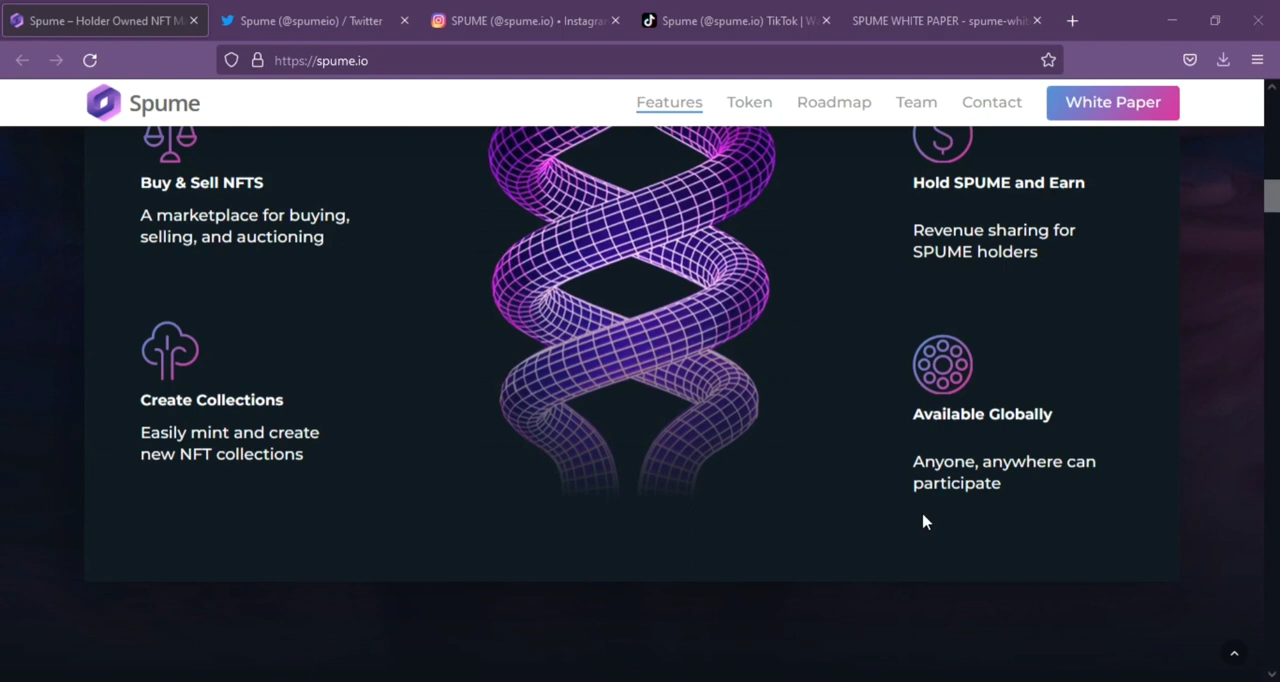 Spume – Holder Owned NFT M
Spume (@spumeio) / Twitter
SPUME (@spume.io) • Instagra
Spume (@spume.io) TikTok | W
SPUME WHITE PAPER - spume-whi
https://spume.io
Spume
Features
Token
Roadmap
Team
Contact
White Paper
Buy & Sell NFTS
A marketplace for buying,
selling, and auctioning
Create Collections
Easily mint and create
new NFT collections
Hold SPUME and Earn
Revenue sharing for
SPUME holders
Available Globally
Anyone, anywhere can
participate